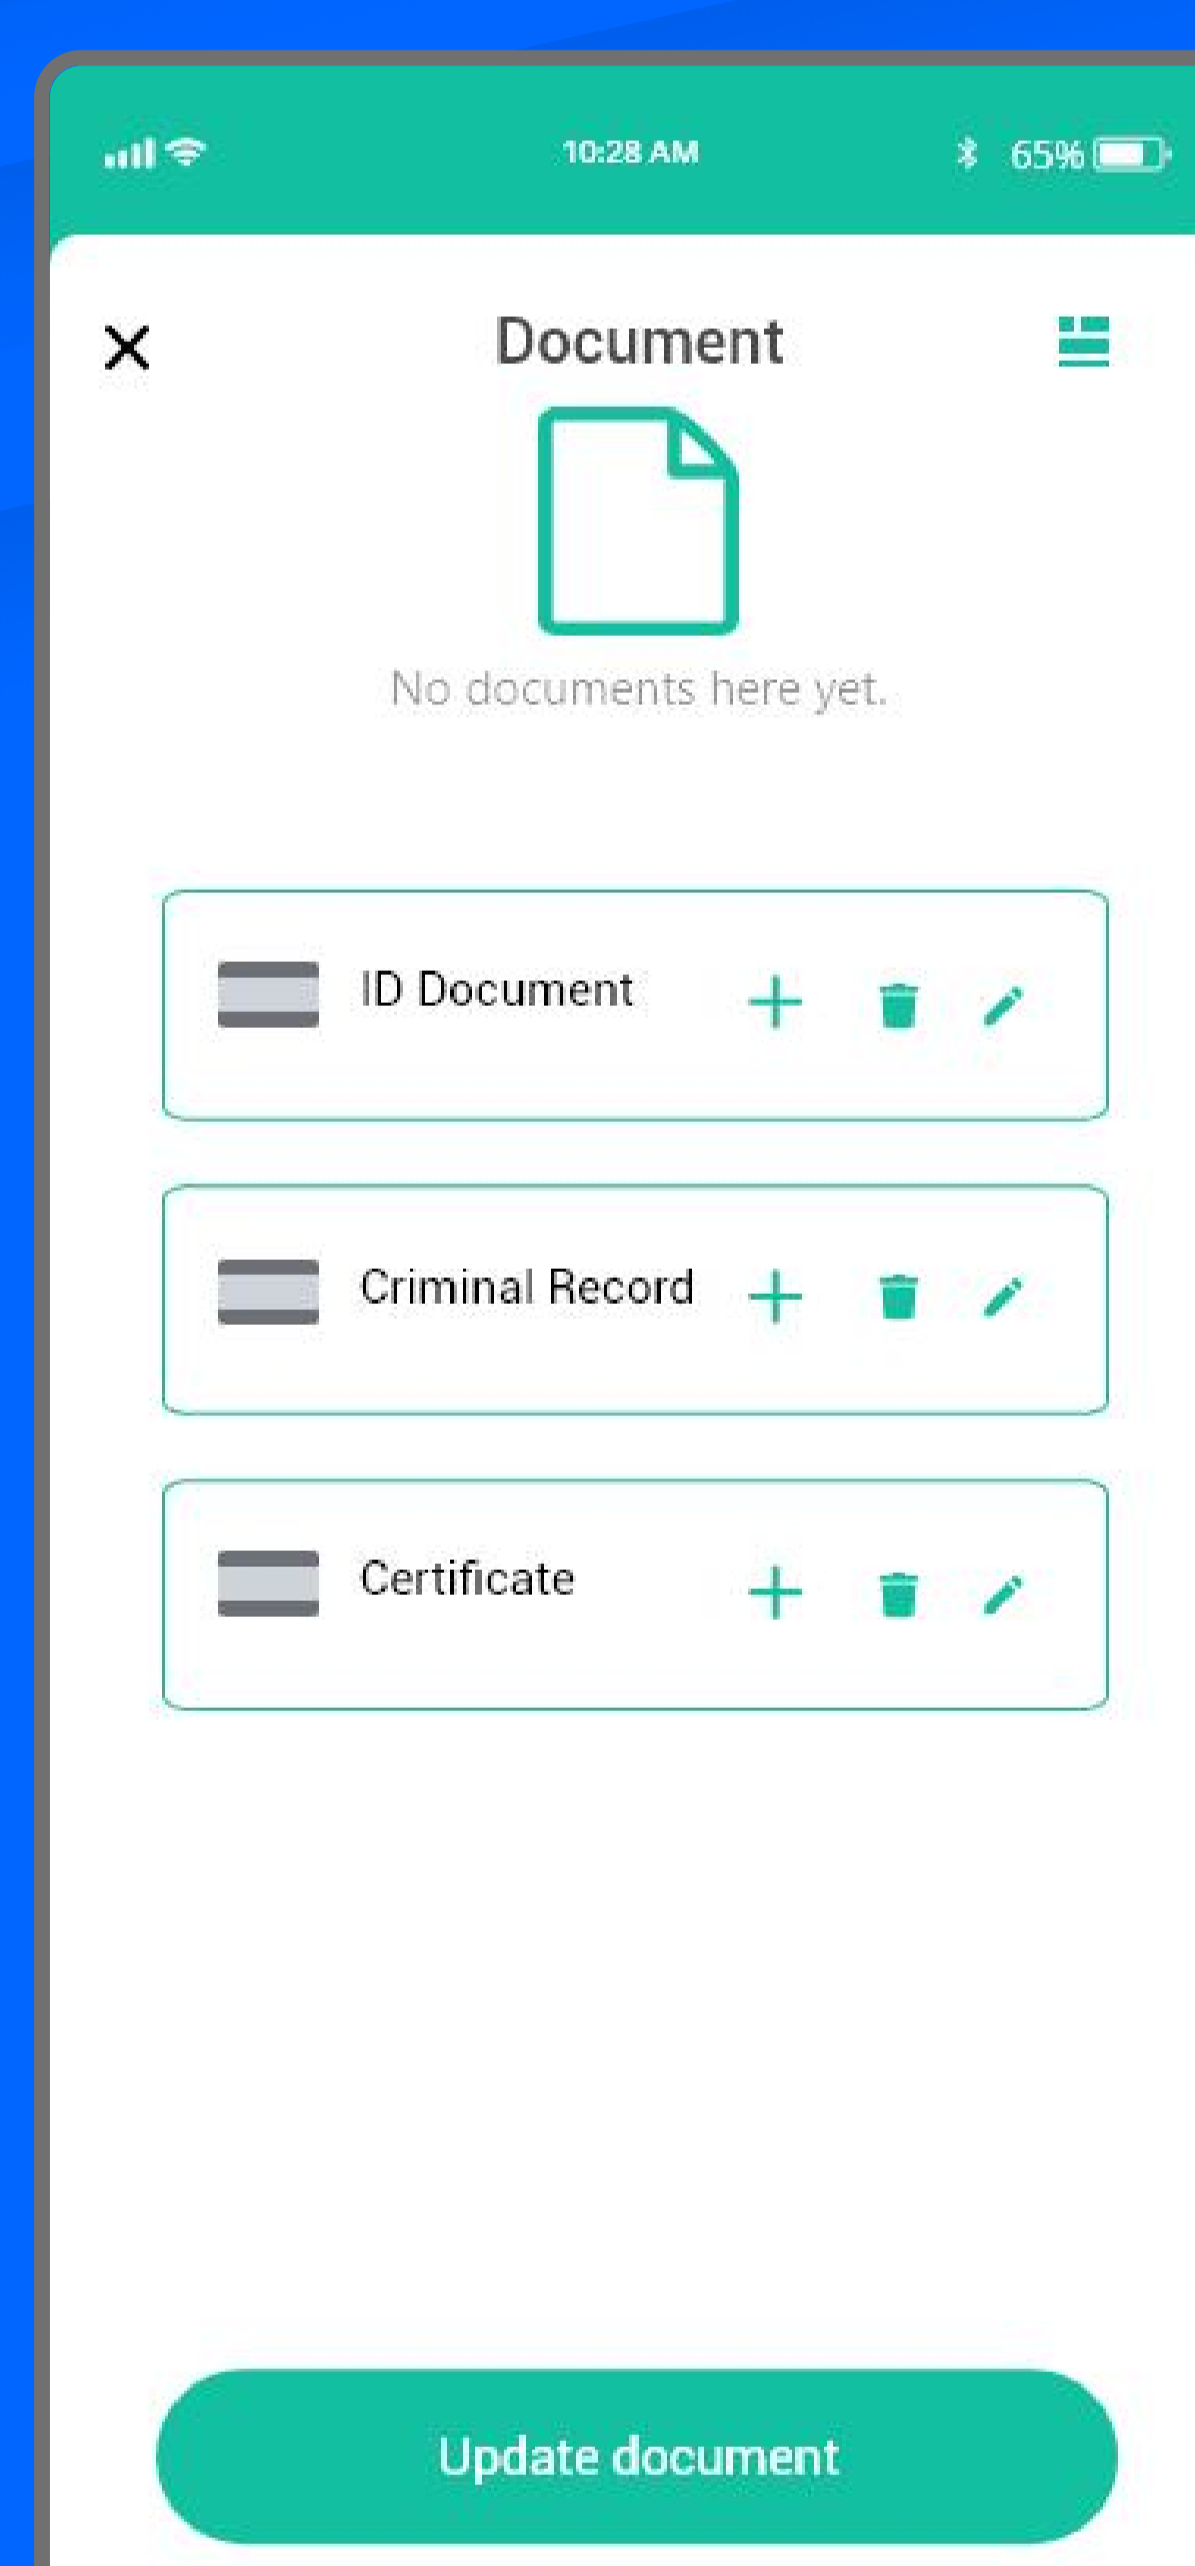 10:28 AM
65%
Document
No documents here yet.
ID Document
Criminal Record
Certificate
Update document